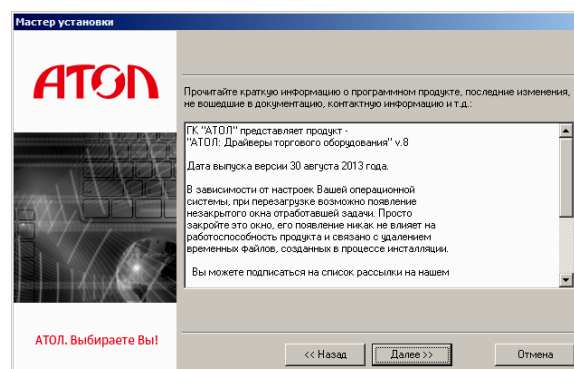 Мастер установки
АТОЛ
Прочитайте краткую информацию о программном продукте, последние изменения,
не вошедшие в документацию, контактную информацию и т.д.:
ГК "АТОЛ" представляет продукт -
"АТОЛ: Драйверы торгового оборудования" v.8
Дата выпуска версии 30 августа 2013 года.
В зависимости от настроек Вашей операционной
системы, при перезагрузке возможно появление
незакрытого окна отработавшей задачи. Просто
закройте это окно, его появление никак не влияет на
работоспособность продукта и связано с удалением
временных файлов, созданных в процессе инсталляции.
Вы можете подписаться на список рассылки на нашем
АТОЛ. Выбираете Вы!
<< Назад
Далее >>
Отмена